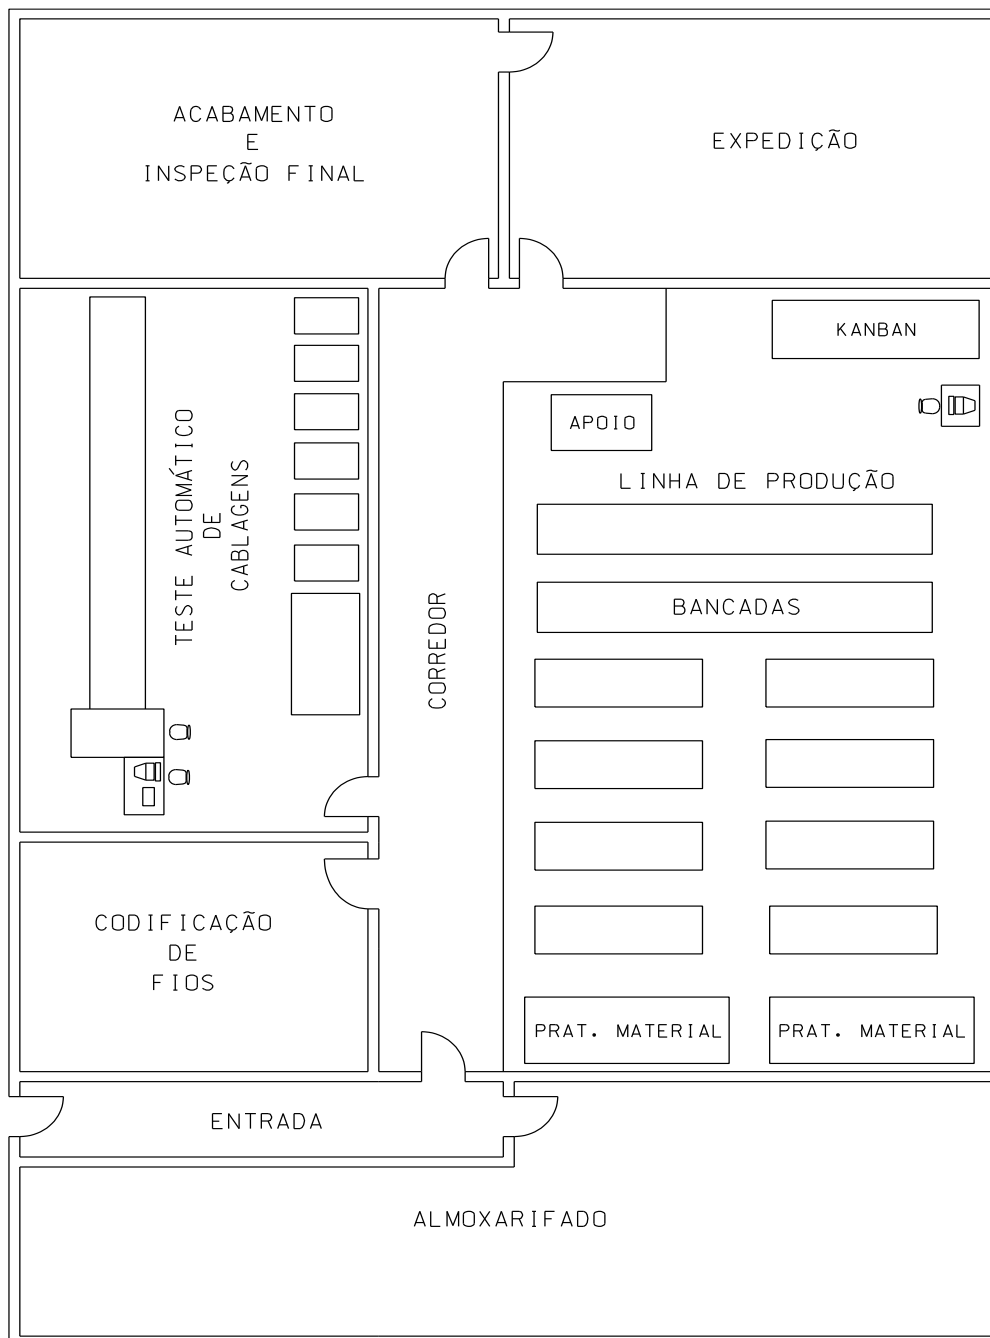 ACABAMENTO
E
INSPEÇÃO FINAL
EXPEDIÇÃO
KANBAN
APOIO
LINHA DE PRODUÇÃO
TESTE AUTOMÁTICO
DE
CABLAGENS
CORREDOR
BANCADAS
CODIFICAÇÃO
DE
FIOS
PRAT. MATERIAL
PRAT. MATERIAL
ENTRADA
ALMOXARIFADO